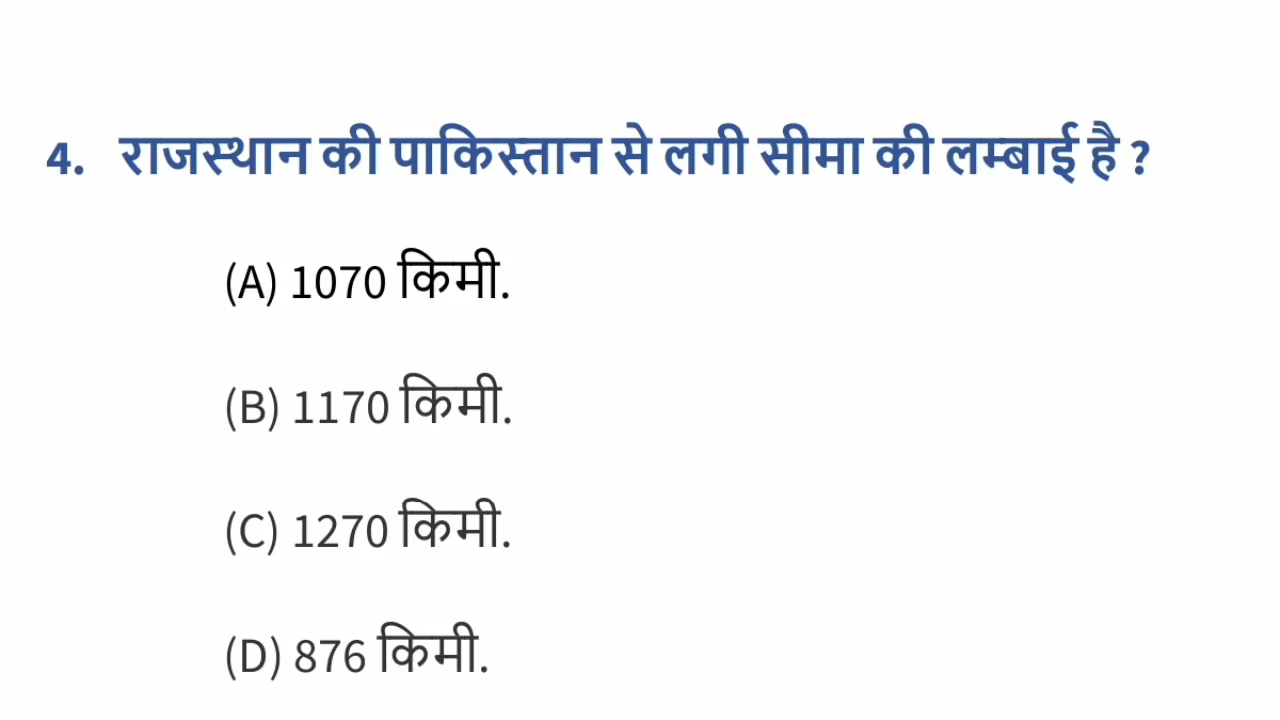 4. राजस्थान की पाकिस्तान से लगी सीमा की लम्बाई है ?
(A) 1070 किमी.
(B) 1170 किमी.
(C) 1270 किमी.
(D) 876 किमी.